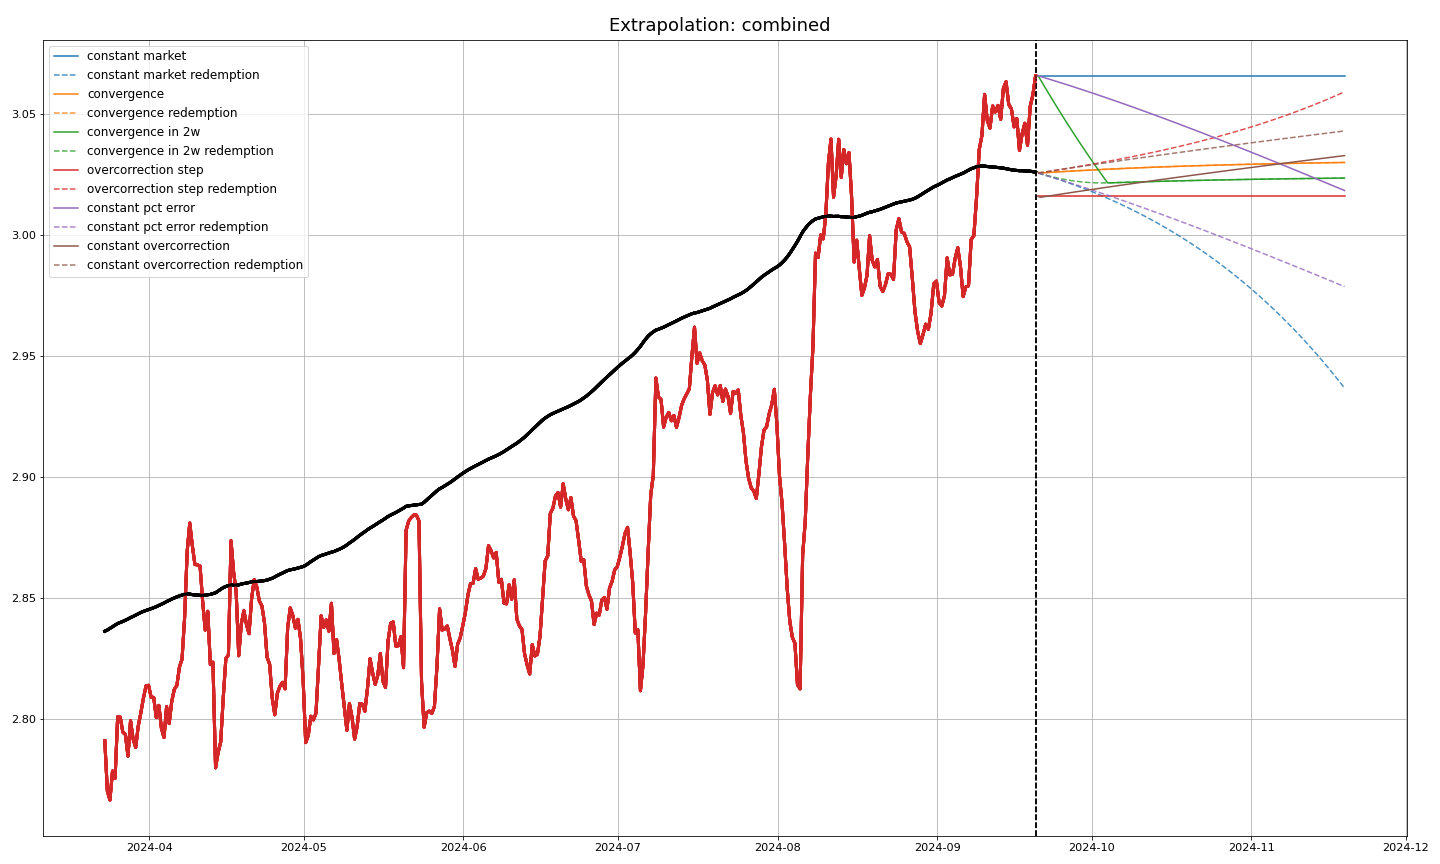 Extrapolation: combined
constant market
constant market redemption
convergence
convergence redemption
convergence in 2w
convergence in 2w redemption
overcorrection step
overcorrection step redemption
constant pct error
constant pct error redemption
constant overcorrection
constant overcorrection redemption
3.05
3.00
2.95
2.90
2.85
2.80
2024-04 2024-05 2024-06 2024-07 2024-08 2024-09 2024-10 2024-11 2024-12